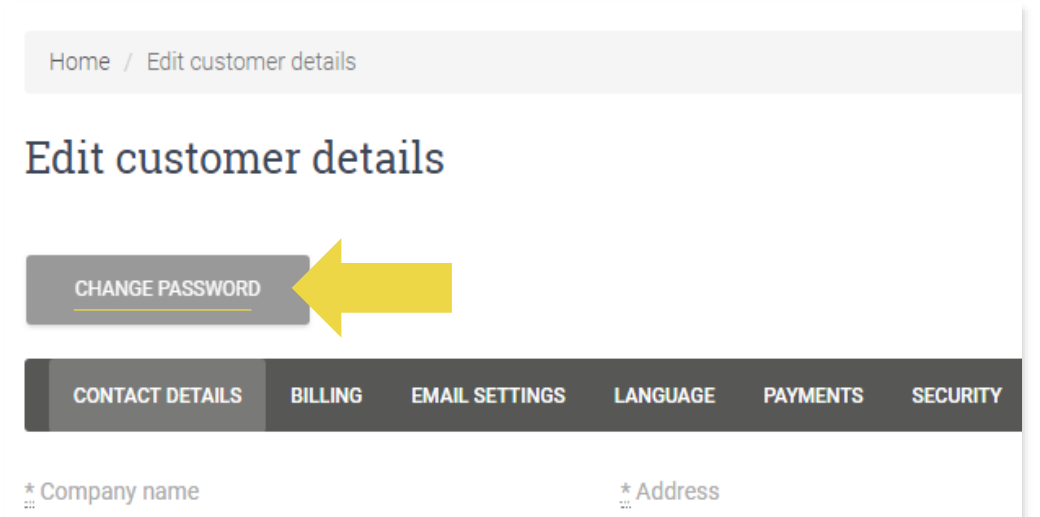 Home / Edit customer details
Edit customer details
CHANGE PASSWORD
CONTACT DETAILS BILLING EMAIL SETTINGS LANGUAGE PAYMENTS SECURITY
* Company name * Address